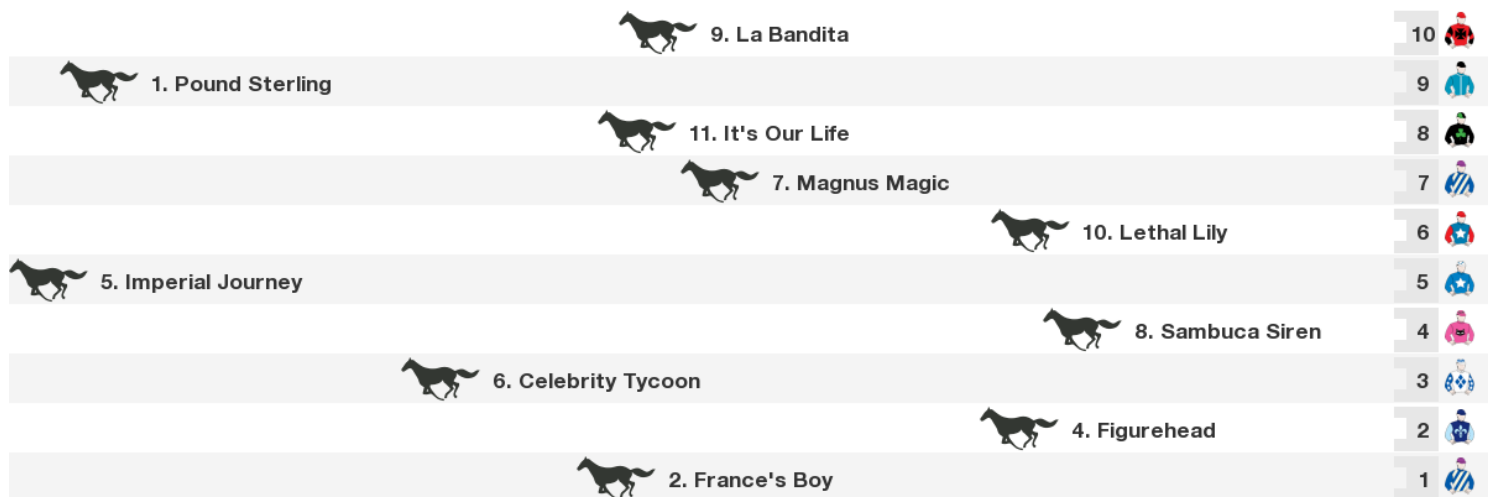 9. La Bandita 10
1. Pound Sterling 9
11. It's Our Life 8
7. Magnus Magic 7
10. Lethal Lily 6
5. Imperial Journey 5
8. Sambuca Siren 4
6. Celebrity Tycoon 3
4. Figurehead 2
2. France's Boy 1